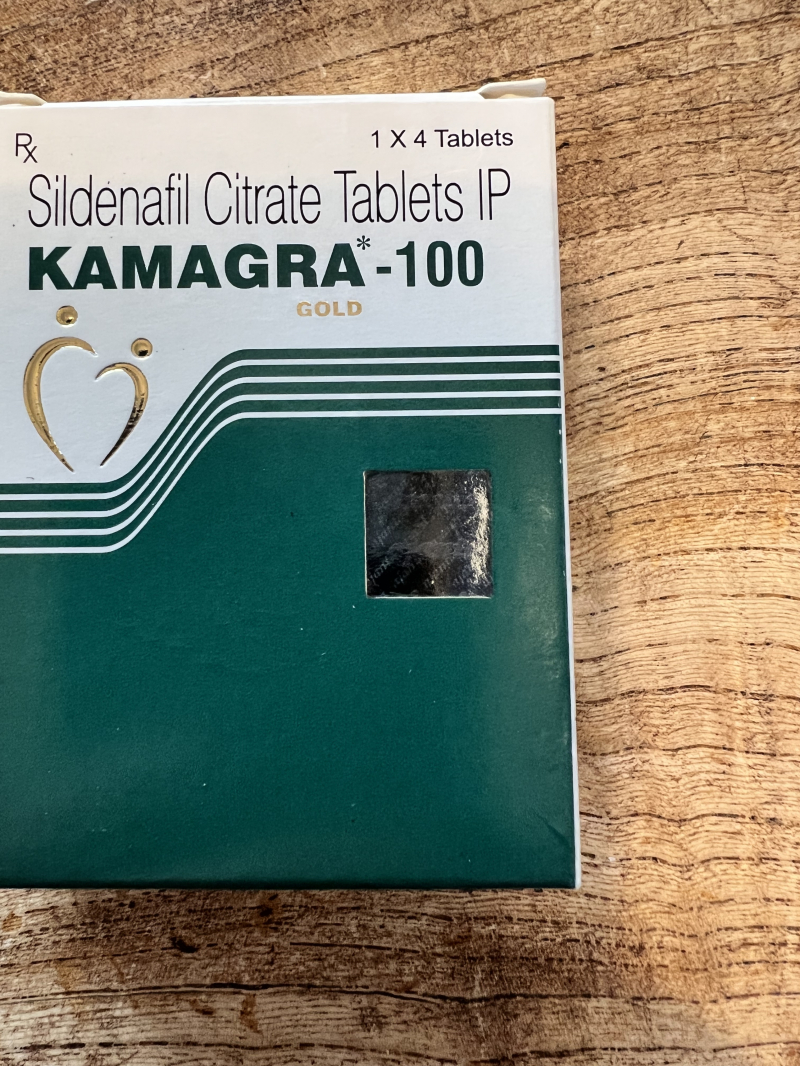 Rx
1 X 4 Tablets
Sildenafil Citrate Tablets IP
KAMAGRA*-100
GOLD